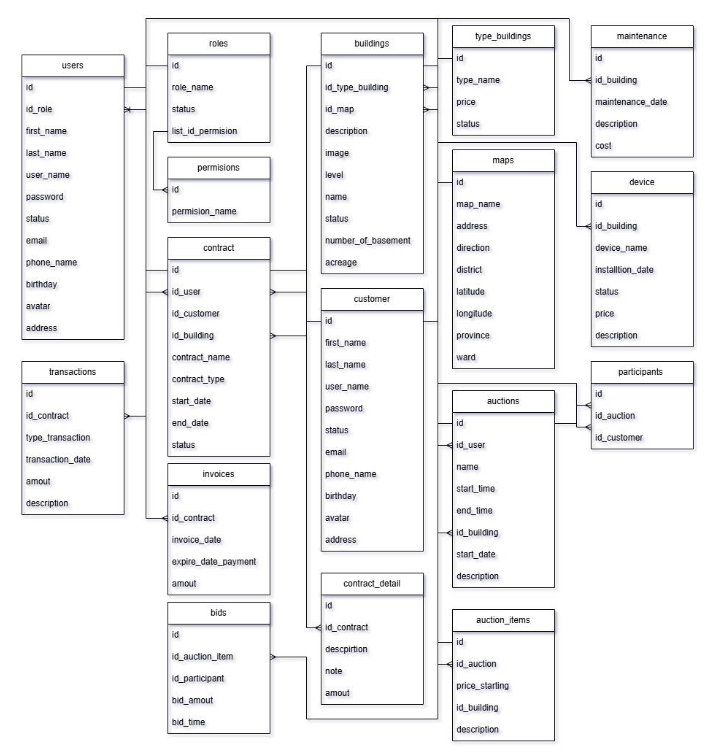 users
id
id_role
first_name
last_name
user_name
password
status
email
phone_name
birthday
avatar
address
transactions
id
id_contract
type_transaction
transaction_date
amout
description
roles
id
role_name
status
list_id_permision
permisions
id
permision_name
contract
id
id_user
id_customer
id_building
contract_name
contract_type
start_date
end_date
status
invoices
id
id_contract
invoice_date
expire_date_payment
amout
bids
id
id_auction_item
id_participant
bid_amout
bid_time
buildings
id
id_type_building
id_map
description
image
level
name
status
number_of_basement
acreage
customer
id
first_name
last_name
user_name
password
status
email
phone_name
birthday
avatar
address
contract_detail
id
id_contract
descpirtion
note
amout
type_buildings
id
type_name
price
status
maps
id
map_name
address
direction
district
latitude
longitude
province
ward
auctions
id
id_user
name
start_time
end_time
id_building
start_date
description
auction_items
id
id_auction
price_starting
id_building
description
maintenance
id
id_building
maintenance_date
description
cost
device
id
id_building
device_name
installtion_date
status
price
description
participants
id
id_auction
id_customer